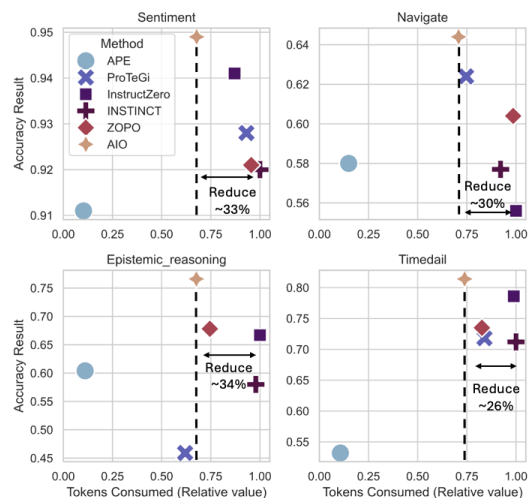 Sentiment
Accuracy Result
0.95
0.94
0.93
0.92
0.91
Method
APE
ProTeGi
InstructZero
INSTINCT
ZOPO
AIO
Reduce
~33%
0.00 0.25 0.50 0.75 1.00
Navigate
0.64
0.62
0.60
0.58
0.56
Reduce
~30%
0.00 0.25 0.50 0.75 1.00
Epistemic_reasoning
Accuracy Result
0.75
0.70
0.65
0.60
0.55
0.50
0.45
Reduce
~34%
0.00 0.25 0.50 0.75 1.00
Tokens Consumed (Relative value)
Timedail
0.80
0.75
0.70
0.65
0.60
0.55
Reduce
~26%
0.00 0.25 0.50 0.75 1.00
Tokens Consumed (Relative value)